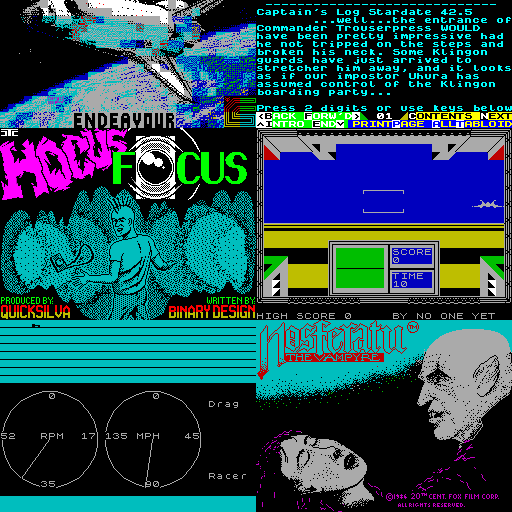 ENDEAVOUR
Captain's Log Stardate 42.5
...well...the entrance of
Commander Trouserpress WOULD
have been pretty impressive had
he not tripped on the steps and
broken his neck. Some Klingon
guards have just arrived to
stretcher him away, and it looks
as if our impostor Uhura has
assumed control of the Klingon
boarding party...
Press 2 digits or use keys below
<BACK FORW'D> 01 CONTENTS NEXT
^INTRO ENDv PRINTPAGE ALLTABLOID
HOCUS
FOCUS
PRODUCED BY
QUICKSILVA
WRITTEN BY
BINARY DESIGN
SCORE
0
TIME
10
HIGH SCORE 0 BY NO ONE YET
0
52 RPM 17
35
0
135 MPH 45
90
Drag
Racer
Nosferatu
THE VAMPYRE
©1986 20TH CENT. FOX FILM CORP.
ALL RIGHTS RESERVED.